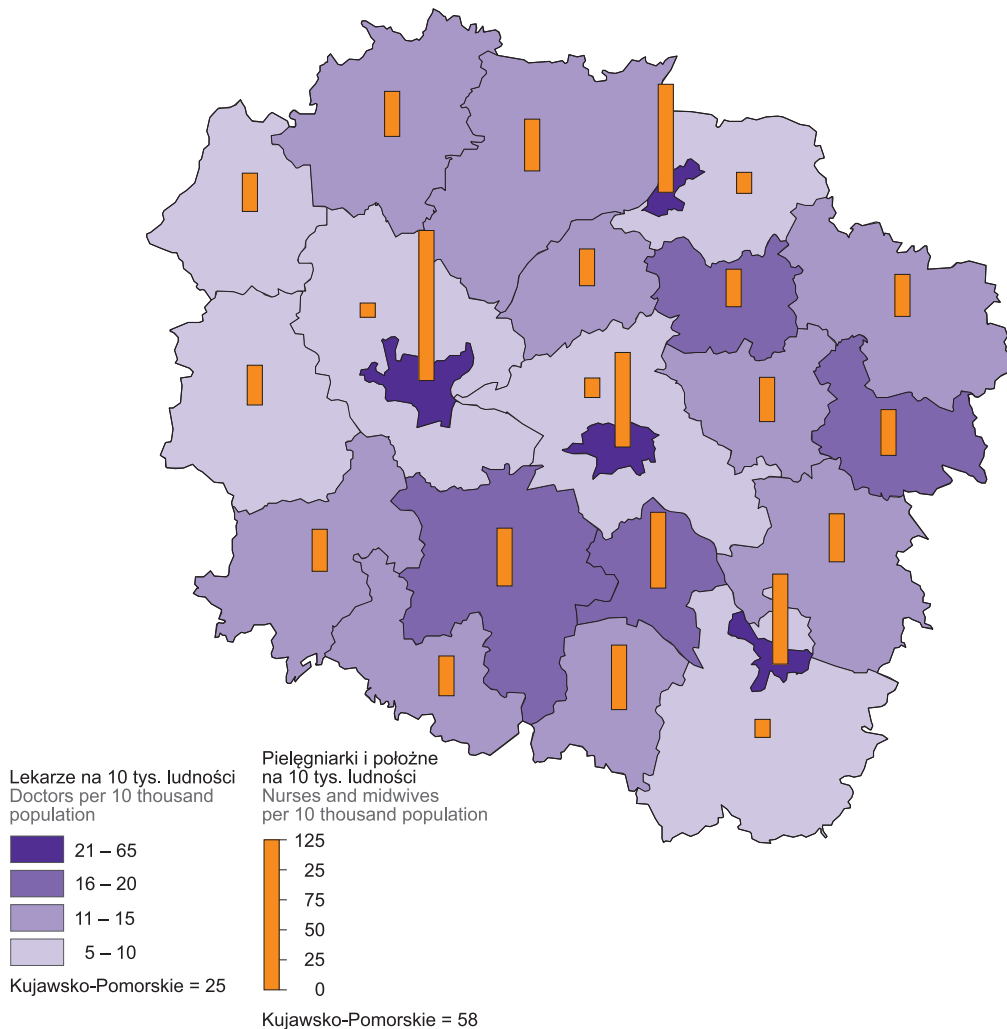 Lekarze na 10 tys. ludności
Doctors per 10 thousand
population
21 – 65
16 – 20
11 – 15
5 – 10
Kujawsko-Pomorskie = 25
Pielęgniarki i położne
na 10 tys. ludności
Nurses and midwives
per 10 thousand population
125
25
75
50
25
0
Kujawsko-Pomorskie = 58